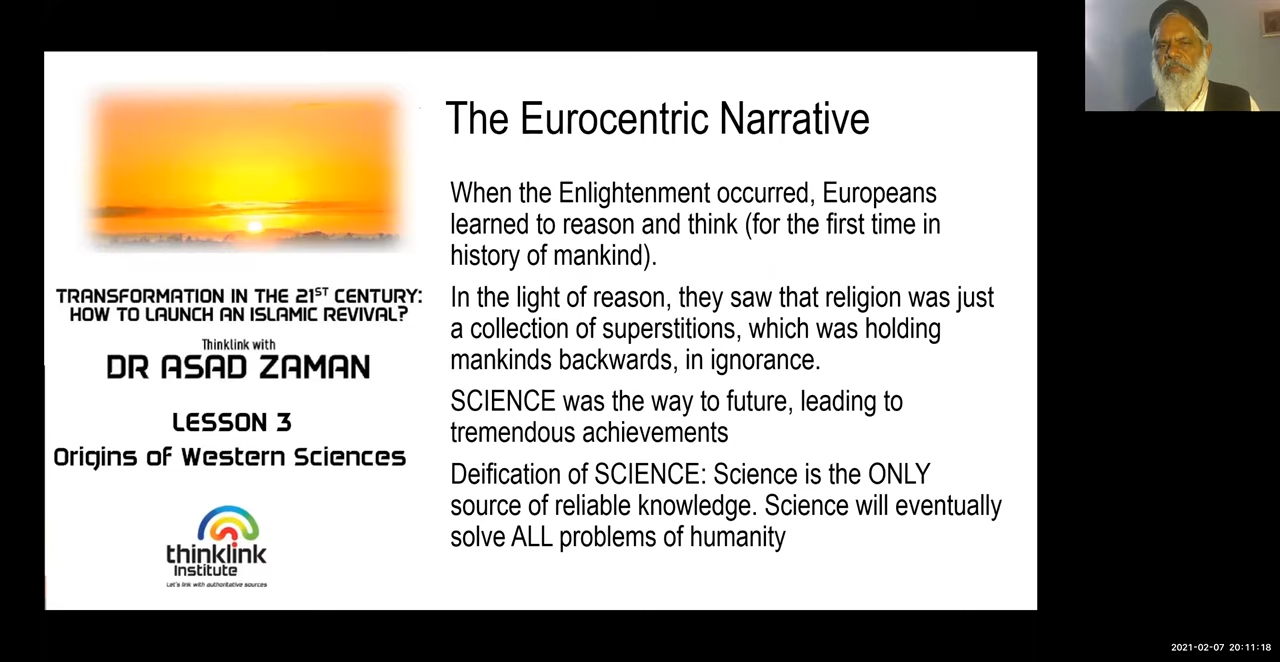 The Eurocentric Narrative
When the Enlightenment occurred, Europeans
learned to reason and think (for the first time in
history of mankind).
In the light of reason, they saw that religion was just
a collection of superstitions, which was holding
mankinds backwards, in ignorance.
SCIENCE was the way to future, leading to
tremendous achievements
Deification of SCIENCE: Science is the ONLY
source of reliable knowledge. Science will eventually
solve ALL problems of humanity
TRANSFORMATION IN THE 21ST CENTURY:
HOW TO LAUNCH AN ISLAMIC REVIVAL?
Thinklink with
DR ASAD ZAMAN
LESSON 3
Origins of Western Sciences
thinklink
Institute
Let's link with authoritative sources
2021-02-07 20:11:18